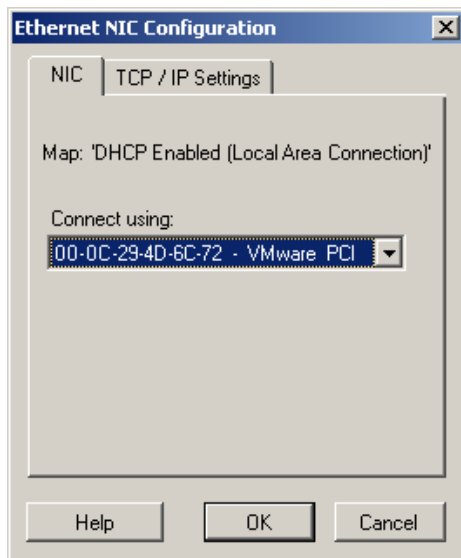 Ethernet NIC Configuration
NIC
TCP / IP Settings
Map: 'DHCP Enabled (Local Area Connection)'
Connect using:
00-0C-29-4D-6C-72 - VMware PCI
Help
OK
Cancel